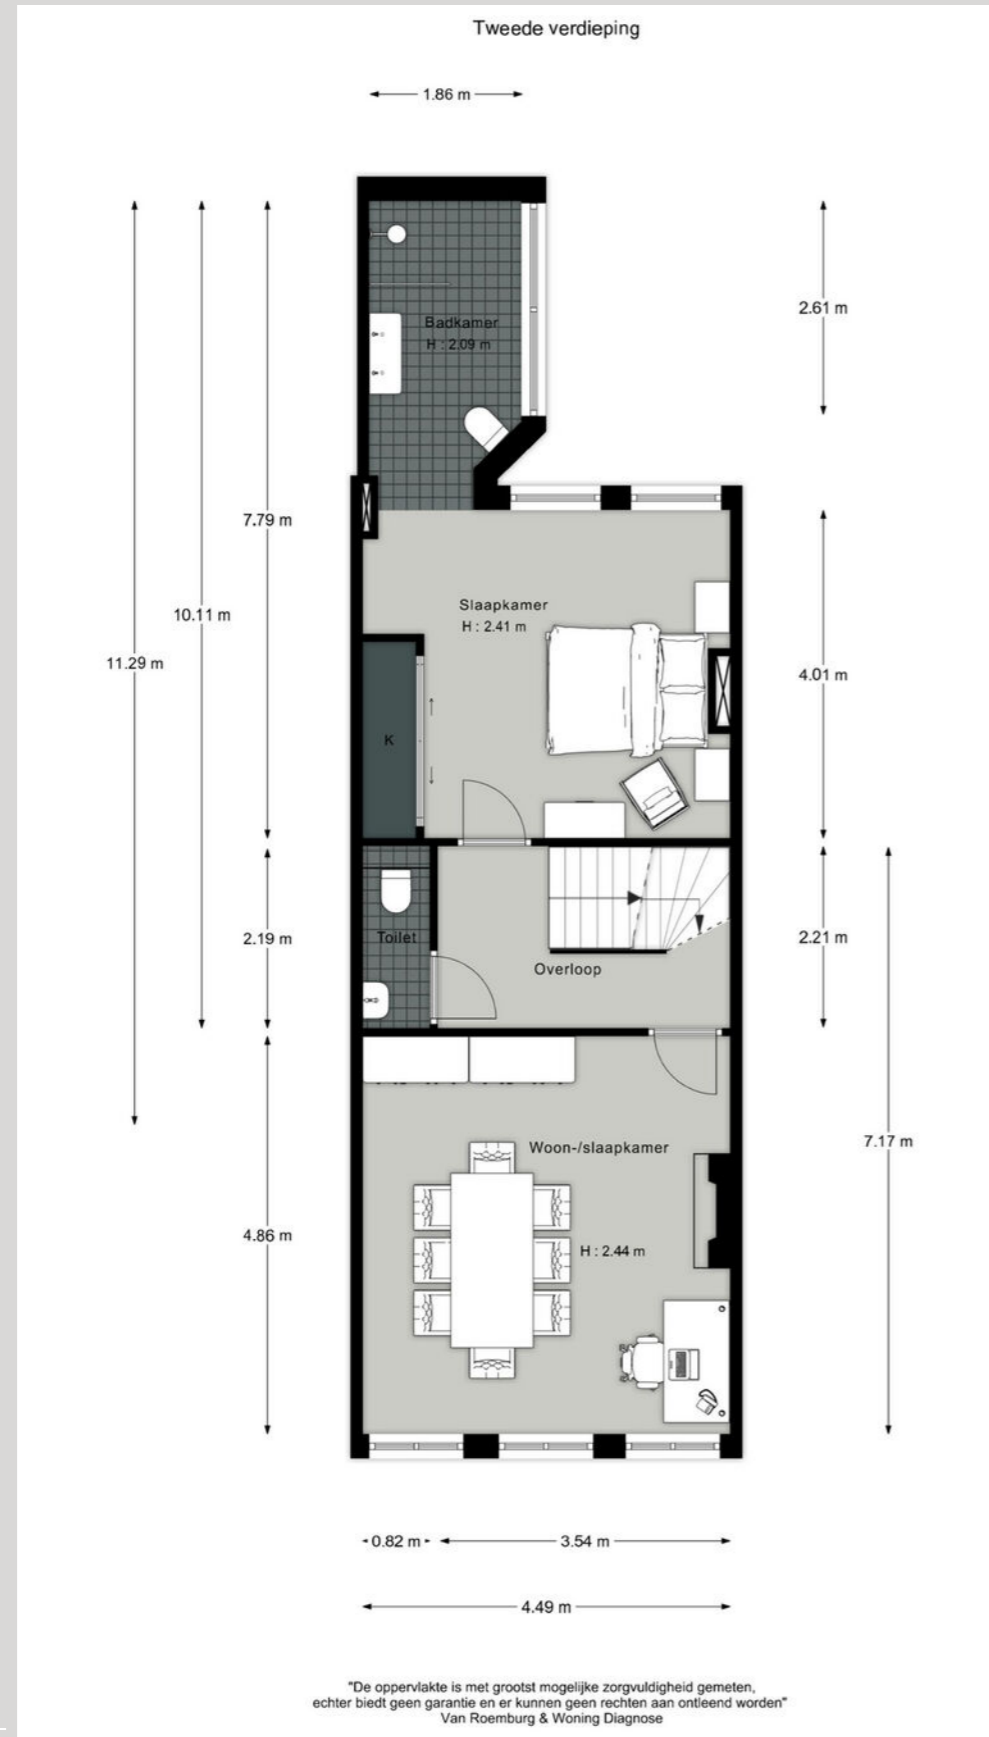 Tweede verdieping
1.86 m
Badkamer
H : 2.09 m
2.61 m
7.79 m
10.11 m
11.29 m
Slaapkamer
H : 2.41 m
4.01 m
K
Toilet
2.19 m
Overloop
2.21 m
Woon-/slaapkamer
7.17 m
4.86 m
H : 2.44 m
0.82 m
3.54 m
4.49 m
"De oppervlakte is met grootst mogelijke zorgvuldigheid gemeten,
echter biedt geen garantie en er kunnen geen rechten aan ontleend worden"
Van Roemburg & Woning Diagnose